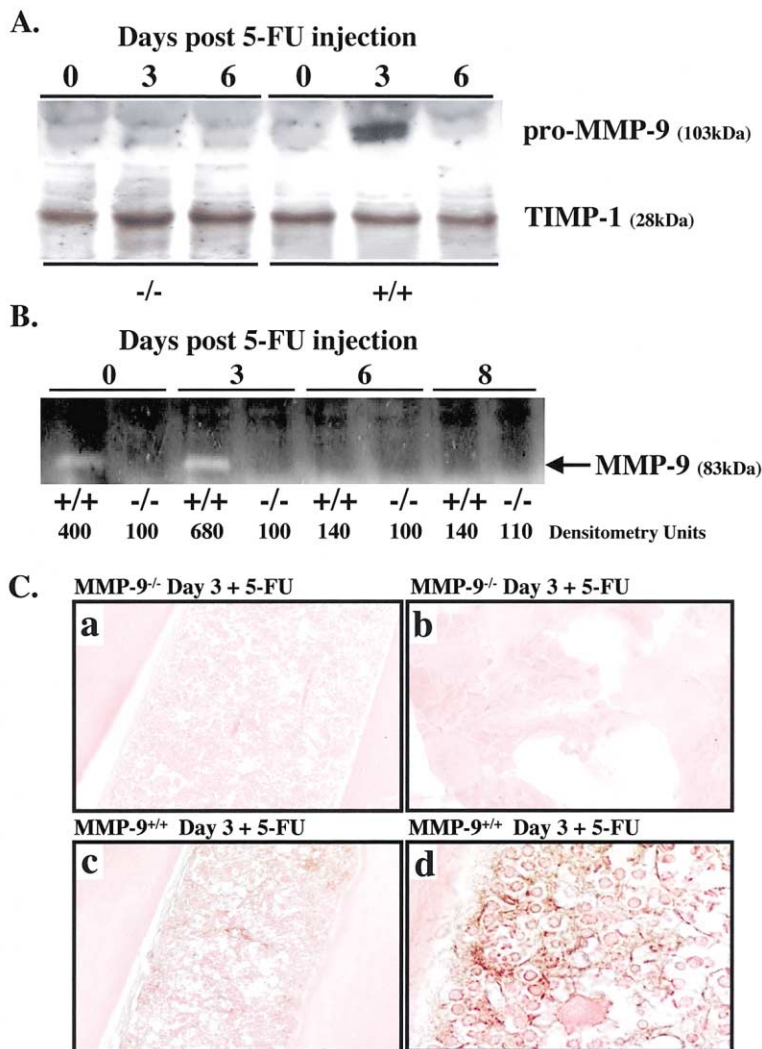 A.
Days post 5-FU injection
0 3 6 0 3 6
pro-MMP-9 (103kDa)
TIMP-1 (28kDa)
-/- +/+
B.
Days post 5-FU injection
0 3 6 8
MMP-9 (83kDa)
+/+ -/- +/+ -/- +/+ -/- +/+ -/-
400 100 680 100 140 100 140 110 Densitometry Units
C.
MMP-9-/- Day 3 + 5-FU MMP-9-/- Day 3 + 5-FU
a b
MMP-9+/+ Day 3 + 5-FU MMP-9+/+ Day 3 + 5-FU
c d